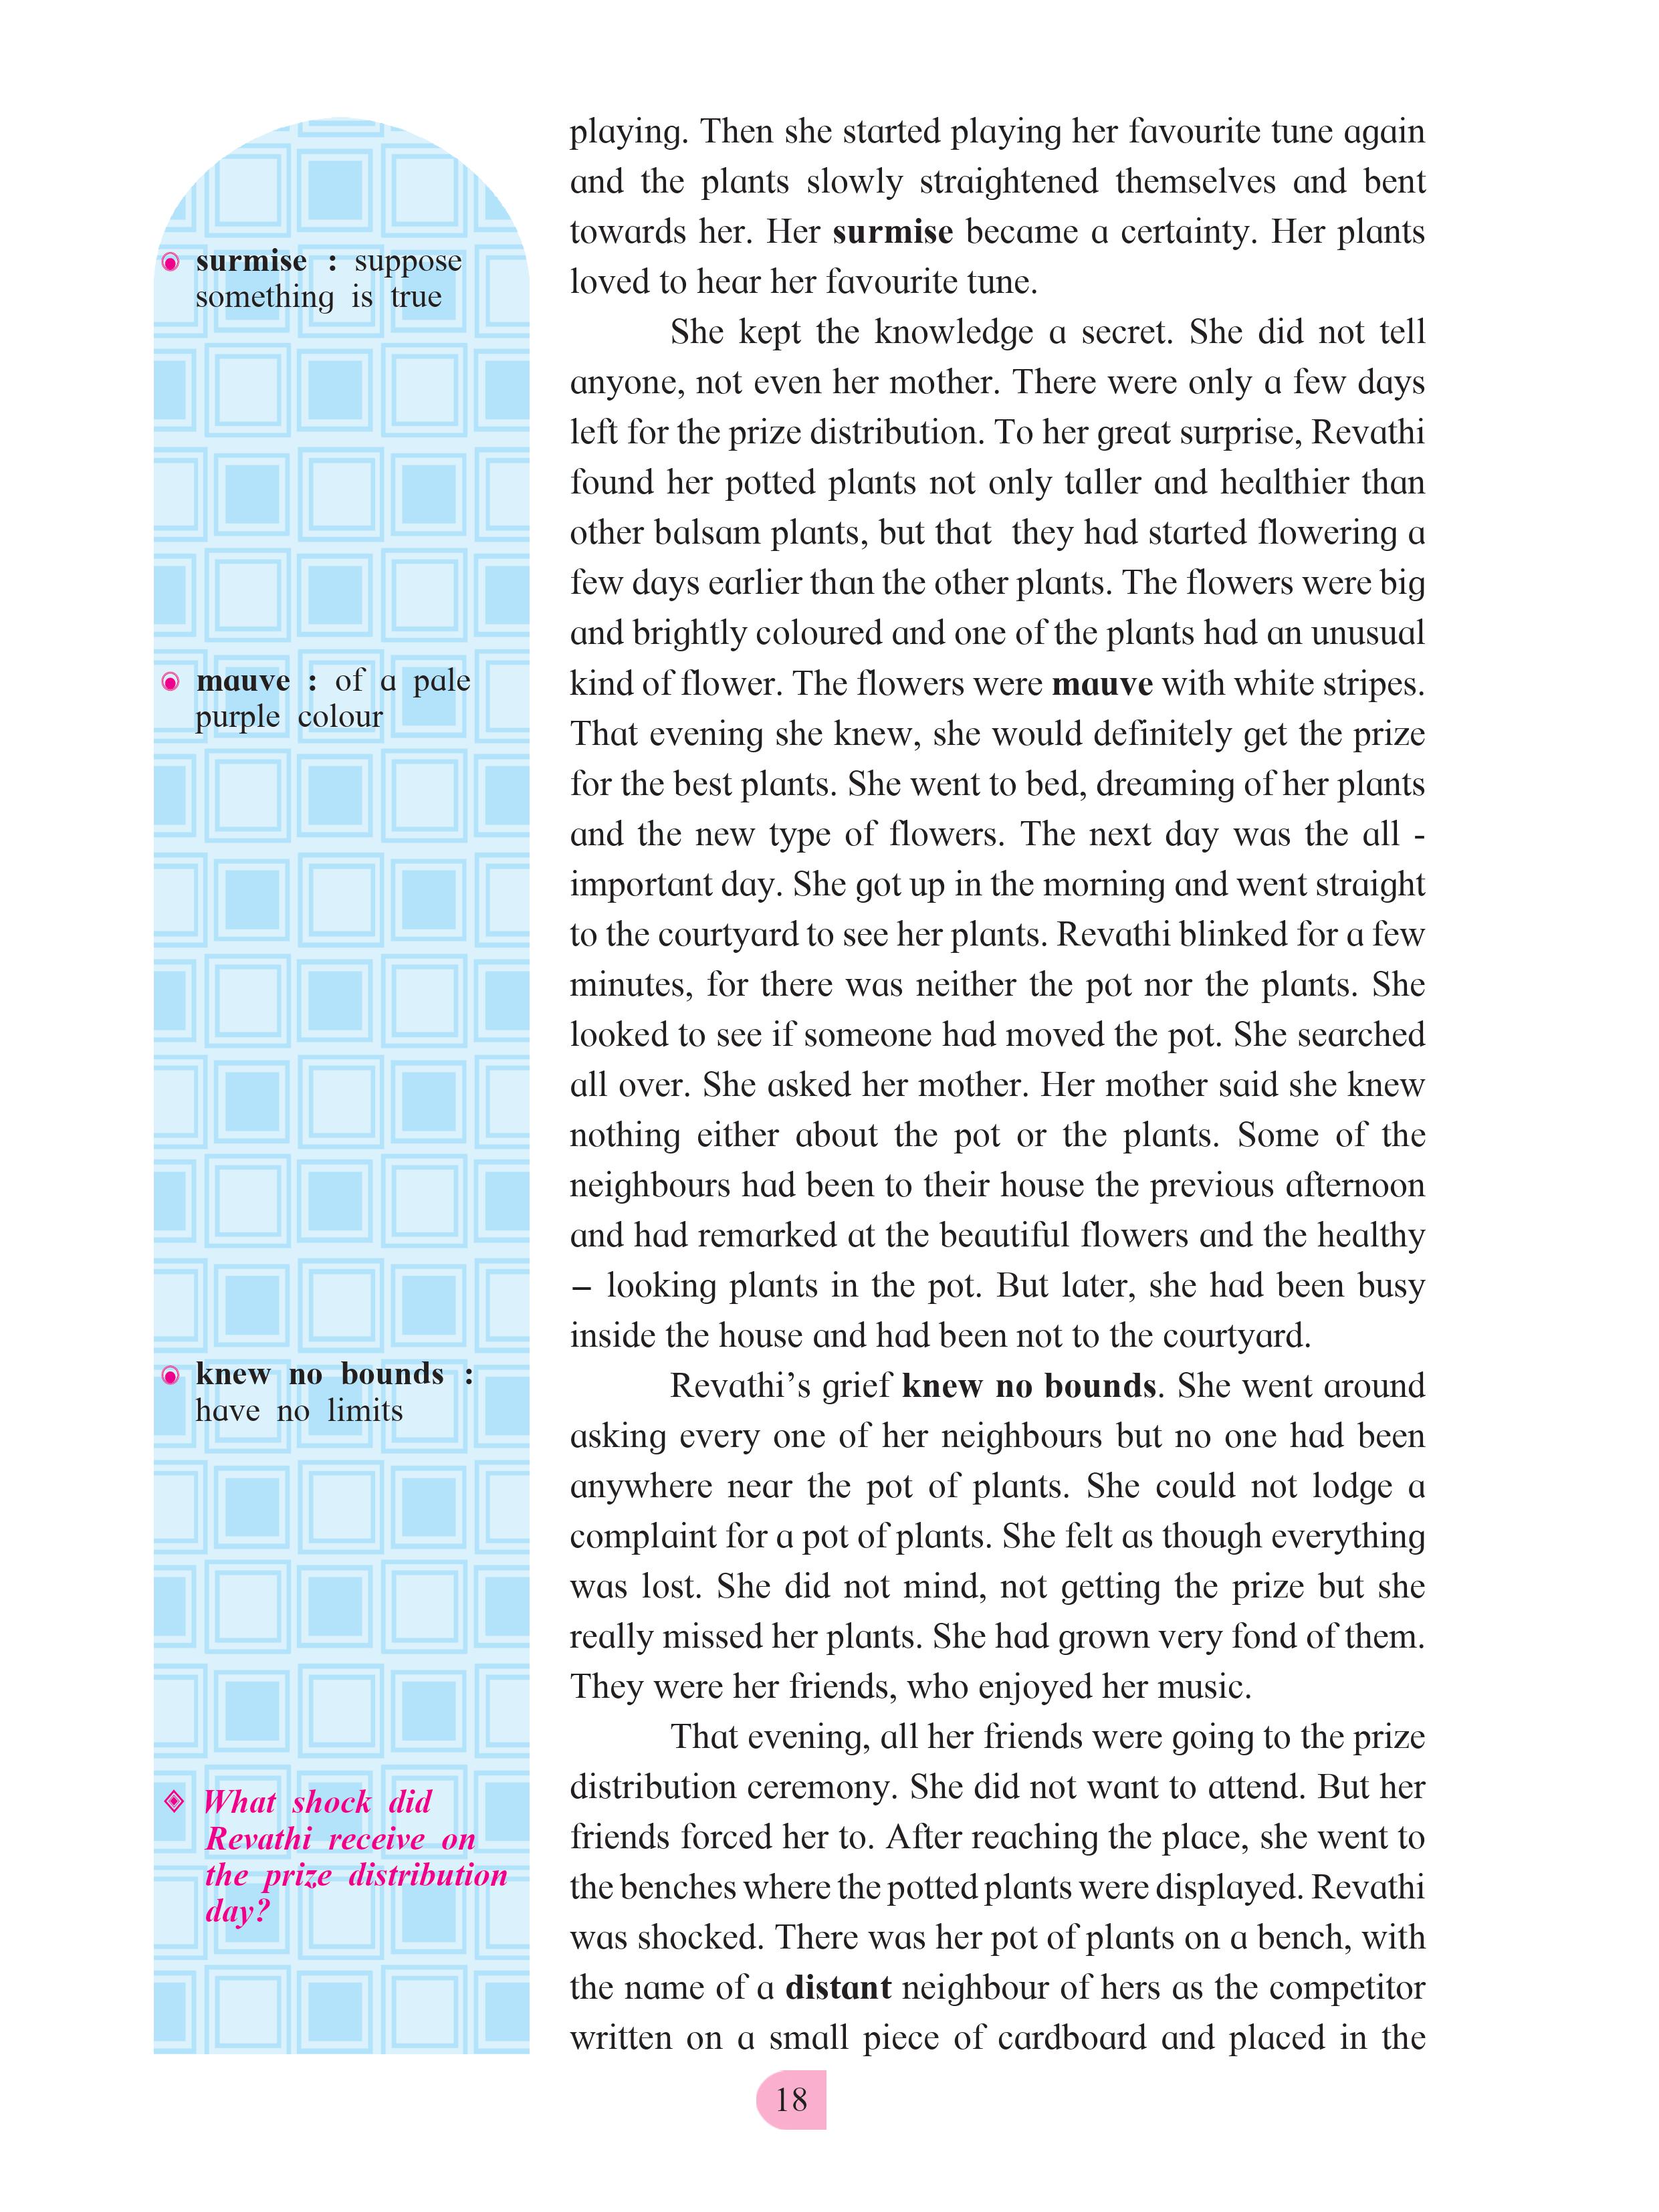 surmise : suppose
something is true
mauve : of a pale
purple colour
knew no bounds :
have no limits
What shock did
Revathi receive on
the prize distribution
day?
playing. Then she started playing her favourite tune again
and the plants slowly straightened themselves and bent
towards her. Her surmise became a certainty. Her plants
loved to hear her favourite tune.
She kept the knowledge a secret. She did not tell
anyone, not even her mother. There were only a few days
left for the prize distribution. To her great surprise, Revathi
found her potted plants not only taller and healthier than
other balsam plants, but that they had started flowering a
few days earlier than the other plants. The flowers were big
and brightly coloured and one of the plants had an unusual
kind of flower. The flowers were mauve with white stripes.
That evening she knew, she would definitely get the prize
for the best plants. She went to bed, dreaming of her plants
and the new type of flowers. The next day was the all -
important day. She got up in the morning and went straight
to the courtyard to see her plants. Revathi blinked for a few
minutes, for there was neither the pot nor the plants. She
looked to see if someone had moved the pot. She searched
all over. She asked her mother. Her mother said she knew
nothing either about the pot or the plants. Some of the
neighbours had been to their house the previous afternoon
and had remarked at the beautiful flowers and the healthy
– looking plants in the pot. But later, she had been busy
inside the house and had been not to the courtyard.
Revathi's grief knew no bounds. She went around
asking every one of her neighbours but no one had been
anywhere near the pot of plants. She could not lodge a
complaint for a pot of plants. She felt as though everything
was lost. She did not mind, not getting the prize but she
really missed her plants. She had grown very fond of them.
They were her friends, who enjoyed her music.
That evening, all her friends were going to the prize
distribution ceremony. She did not want to attend. But her
friends forced her to. After reaching the place, she went to
the benches where the potted plants were displayed. Revathi
was shocked. There was her pot of plants on a bench, with
the name of a distant neighbour of hers as the competitor
written on a small piece of cardboard and placed in the
18